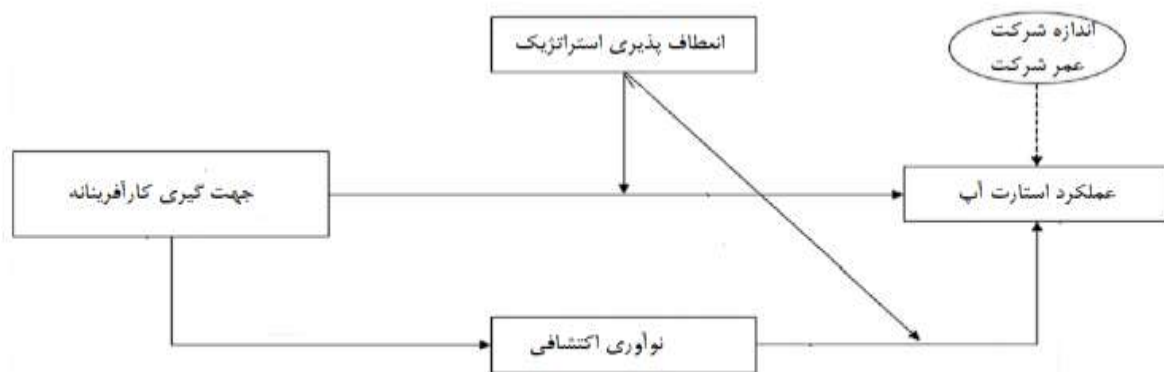 انعطاف پذیری استراتژیک
اندازه شرکت
عمر شرکت
جهت گیری کارآفرینانه
عملکرد استارت آپ
نوآوری اکتشافی